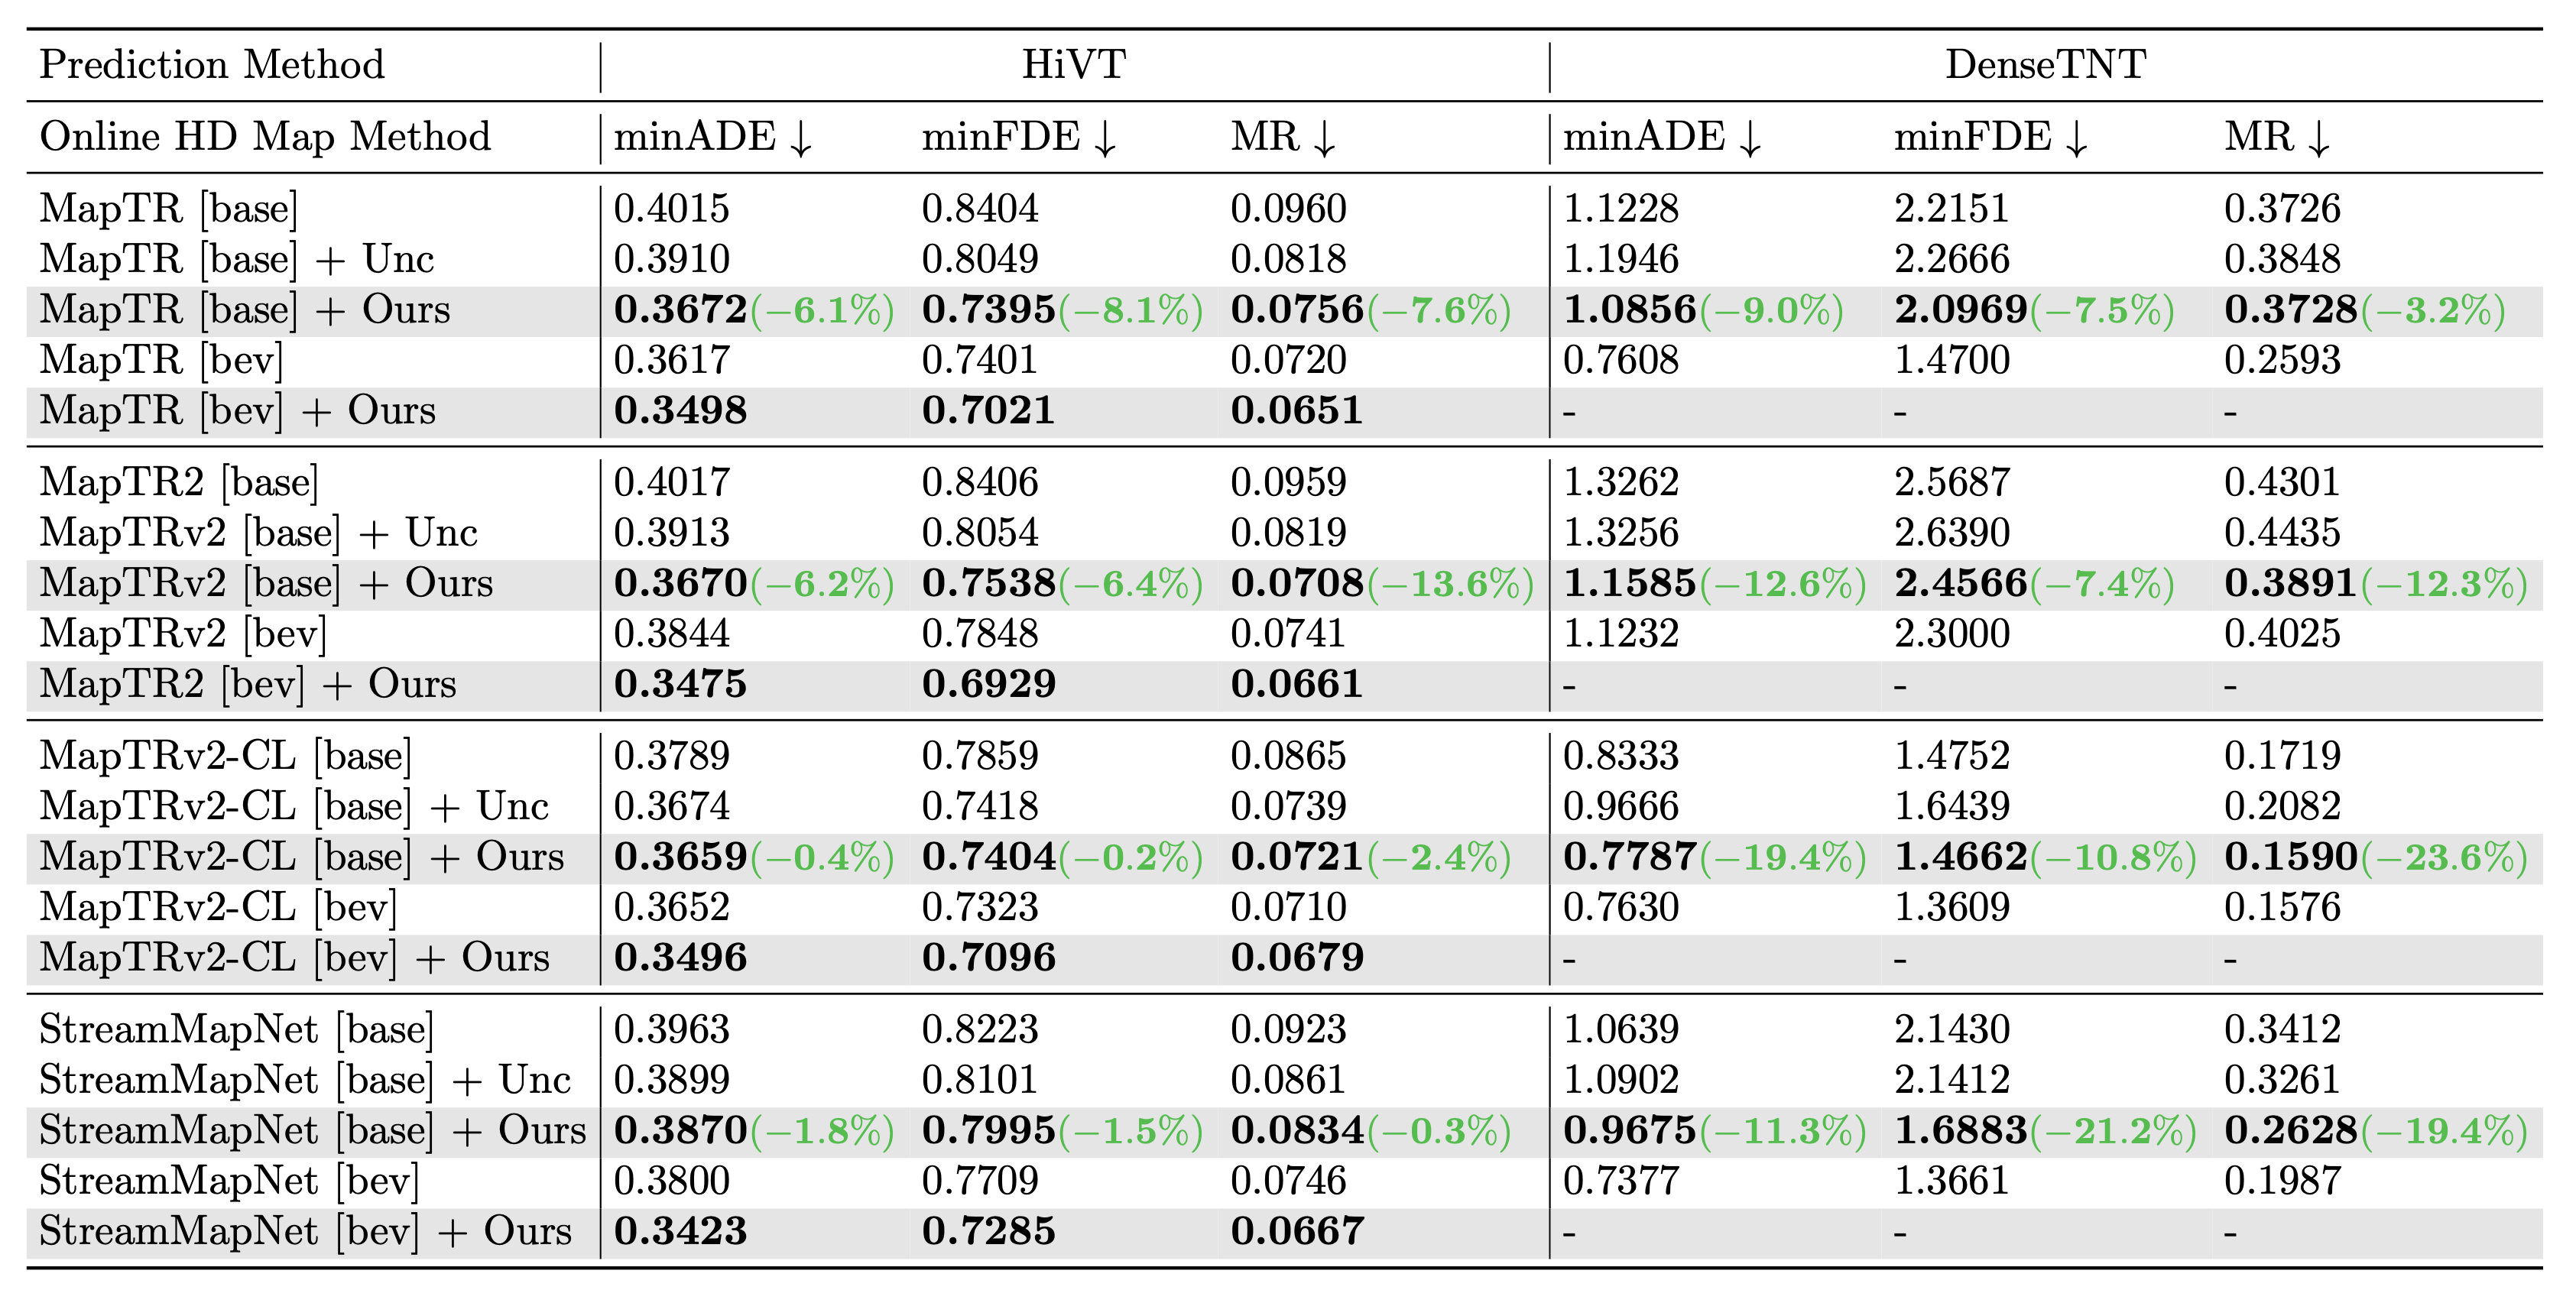 Prediction Method HiVT DenseTNT
Online HD Map Method minADE ↓ minFDE ↓ MR ↓ minADE ↓ minFDE ↓ MR ↓
MapTR [base] 0.4015 0.8404 0.0960 1.1228 2.2151 0.3726
MapTR [base] + Unc 0.3910 0.8049 0.0818 1.1946 2.2666 0.3848
MapTR [base] + Ours 0.3672(−6.1%) 0.7395(−8.1%) 0.0756(−7.6%) 1.0856(−9.0%) 2.0969(−7.5%) 0.3728(−3.2%)
MapTR [bev] 0.3617 0.7401 0.0720 0.7608 1.4700 0.2593
MapTR [bev] + Ours 0.3498 0.7021 0.0651 - - -
MapTR2 [base] 0.4017 0.8406 0.0959 1.3262 2.5687 0.4301
MapTRv2 [base] + Unc 0.3913 0.8054 0.0819 1.3256 2.6390 0.4435
MapTRv2 [base] + Ours 0.3670(−6.2%) 0.7538(−6.4%) 0.0708(−13.6%) 1.1585(−12.6%) 2.4566(−7.4%) 0.3891(−12.3%)
MapTRv2 [bev] 0.3844 0.7848 0.0741 1.1232 2.3000 0.4025
MapTR2 [bev] + Ours 0.3475 0.6929 0.0661 - - -
MapTRv2-CL [base] 0.3789 0.7859 0.0865 0.8333 1.4752 0.1719
MapTRv2-CL [base] + Unc 0.3674 0.7418 0.0739 0.9666 1.6439 0.2082
MapTRv2-CL [base] + Ours 0.3659(−0.4%) 0.7404(−0.2%) 0.0721(−2.4%) 0.7787(−19.4%) 1.4662(−10.8%) 0.1590(−23.6%)
MapTRv2-CL [bev] 0.3652 0.7323 0.0710 0.7630 1.3609 0.1576
MapTRv2-CL [bev] + Ours 0.3496 0.7096 0.0679 - - -
StreamMapNet [base] 0.3963 0.8223 0.0923 1.0639 2.1430 0.3412
StreamMapNet [base] + Unc 0.3899 0.8101 0.0861 1.0902 2.1412 0.3261
StreamMapNet [base] + Ours 0.3870(−1.8%) 0.7995(−1.5%) 0.0834(−0.3%) 0.9675(−11.3%) 1.6883(−21.2%) 0.2628(−19.4%)
StreamMapNet [bev] 0.3800 0.7709 0.0746 0.7377 1.3661 0.1987
StreamMapNet [bev] + Ours 0.3423 0.7285 0.0667 - - -